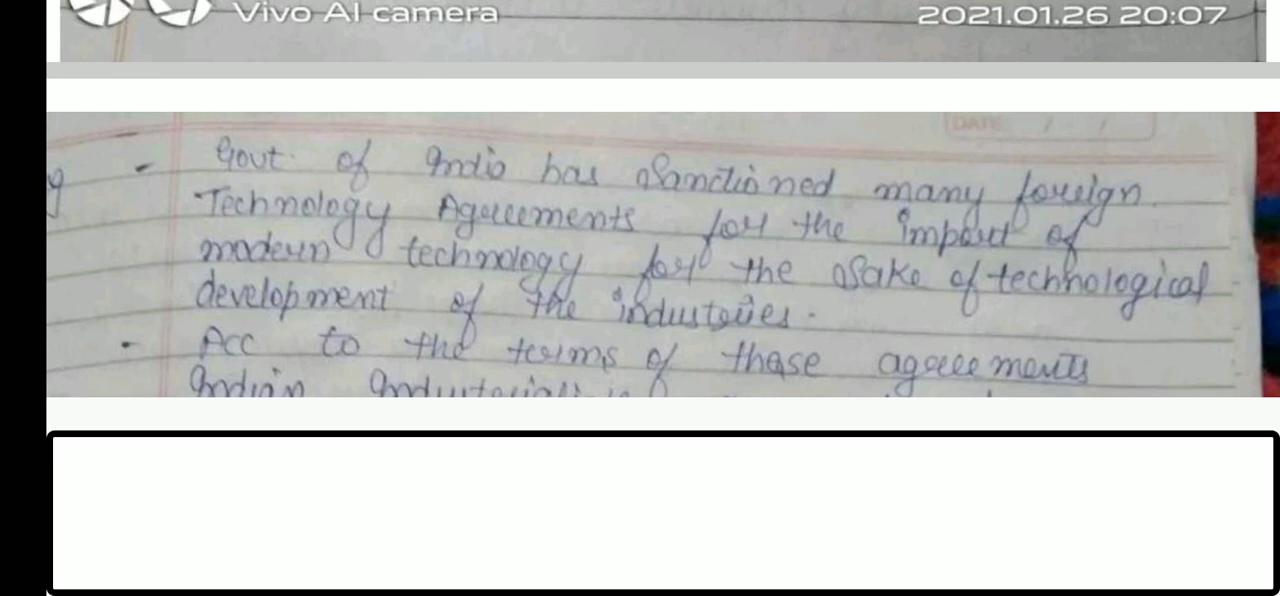 Vivo AI camera 2021.01.26 20:07
DATE / /
- Govt. of India has Sanctioned many foreign
Technology Agreements for the import of
modern technology for the sake of technological
development of the industries.
- Acc to the terms of these agreements
Indian